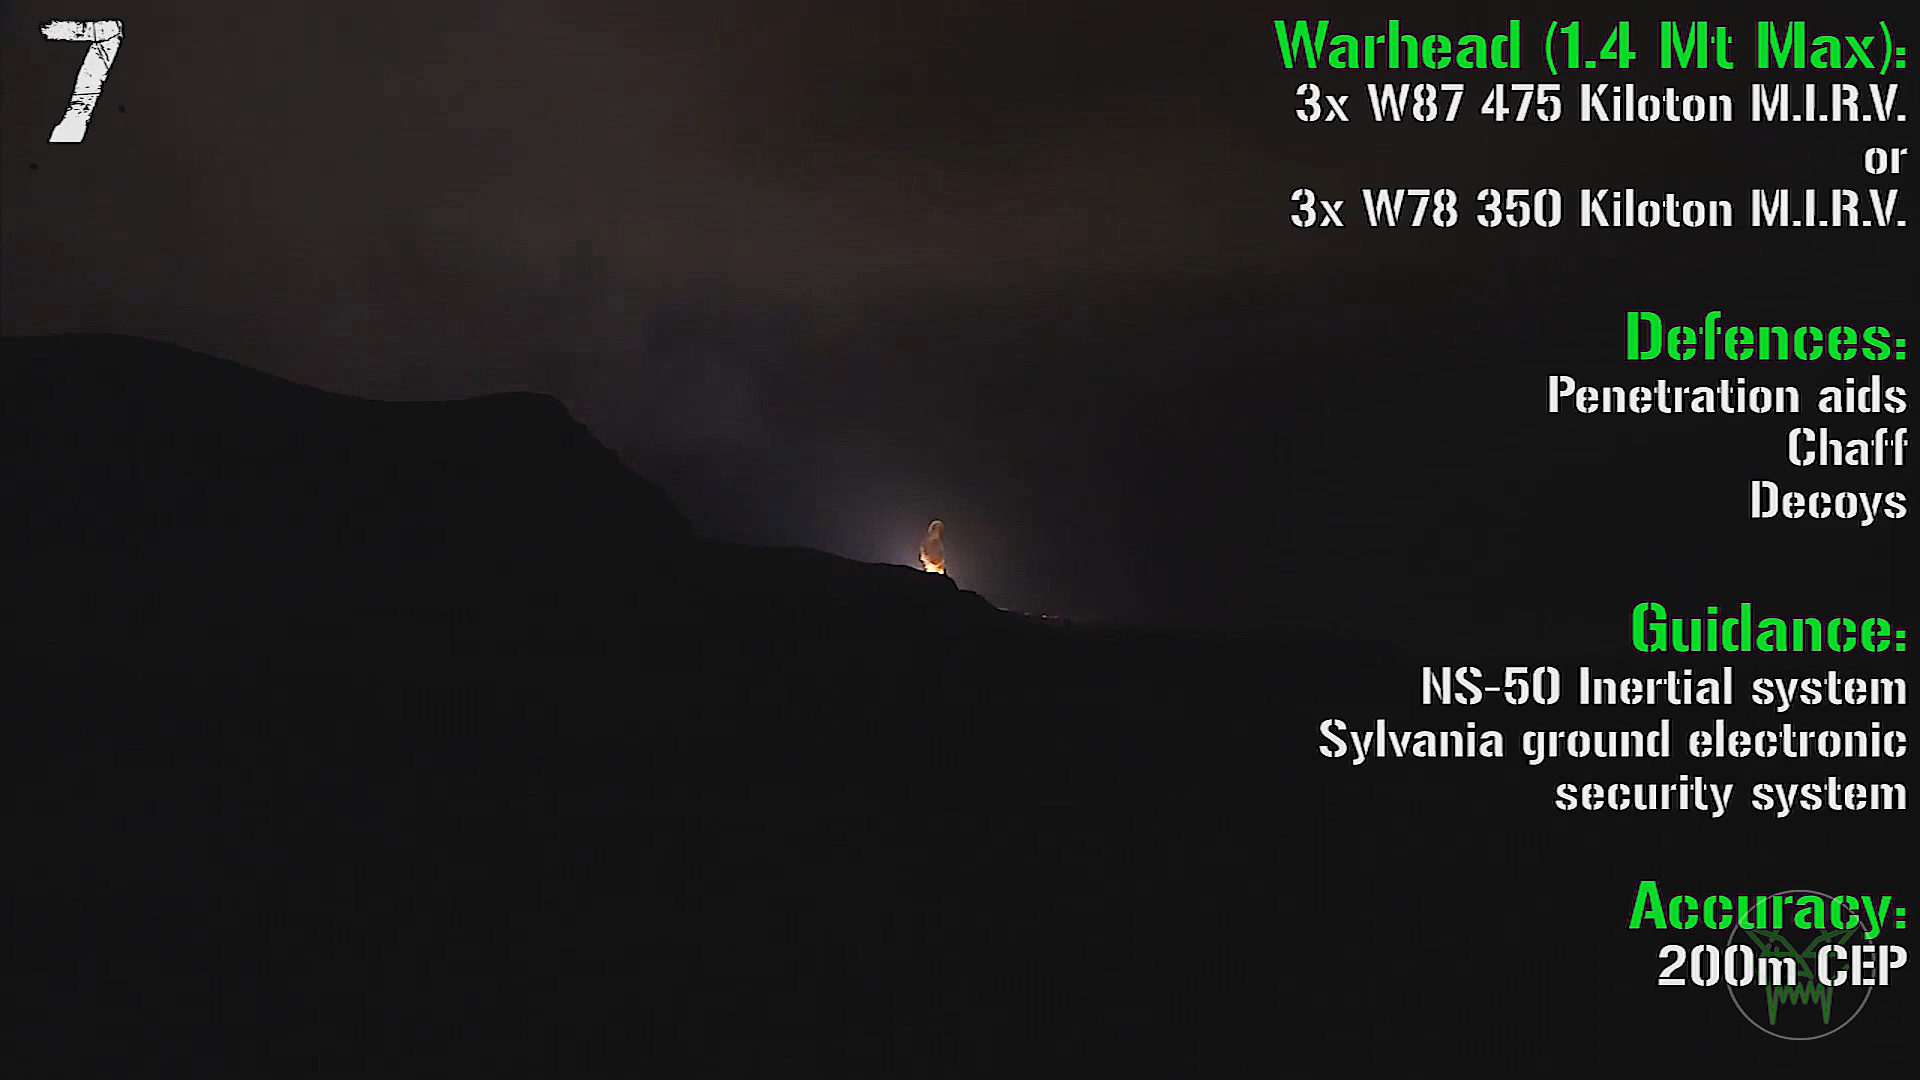 7
Warhead (1.4 Mt Max):
3x W87 475 Kiloton M.I.R.V.
or
3x W78 350 Kiloton M.I.R.V.
Defences:
Penetration aids
Chaff
Decoys
Guidance:
NS-50 Inertial system
Sylvania ground electronic
security system
Accuracy:
200m CEP